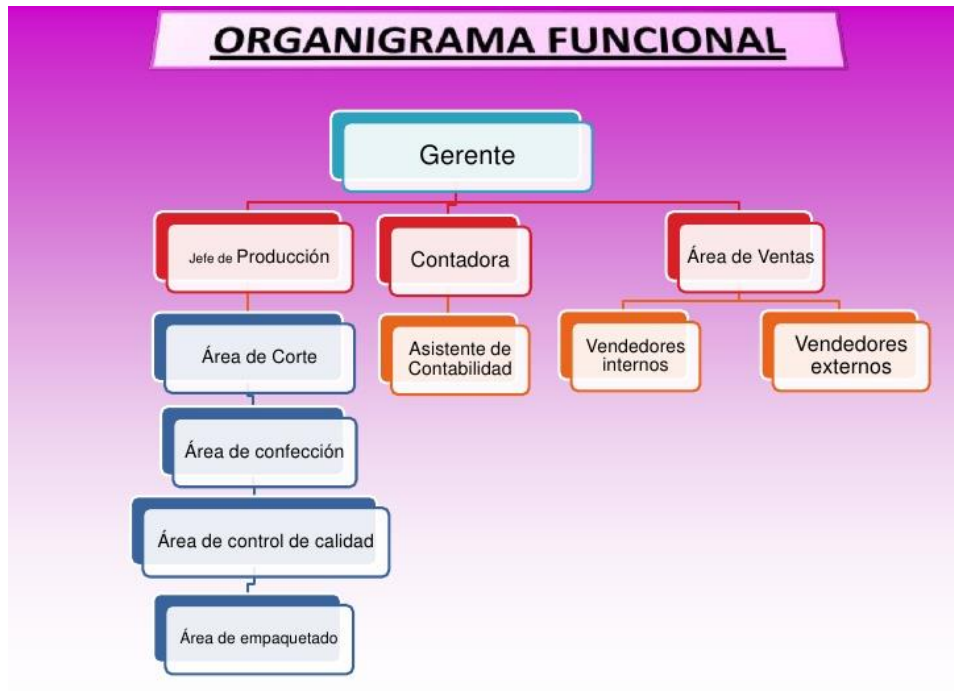 ORGANIGRAMA FUNCIONAL
Gerente
Jefe de Producción
Contadora
Área de Ventas
Área de Corte
Asistente de
Contabilidad
Vendedores
internos
Vendedores
externos
Área de confección
Área de control de calidad
Área de empaquetado